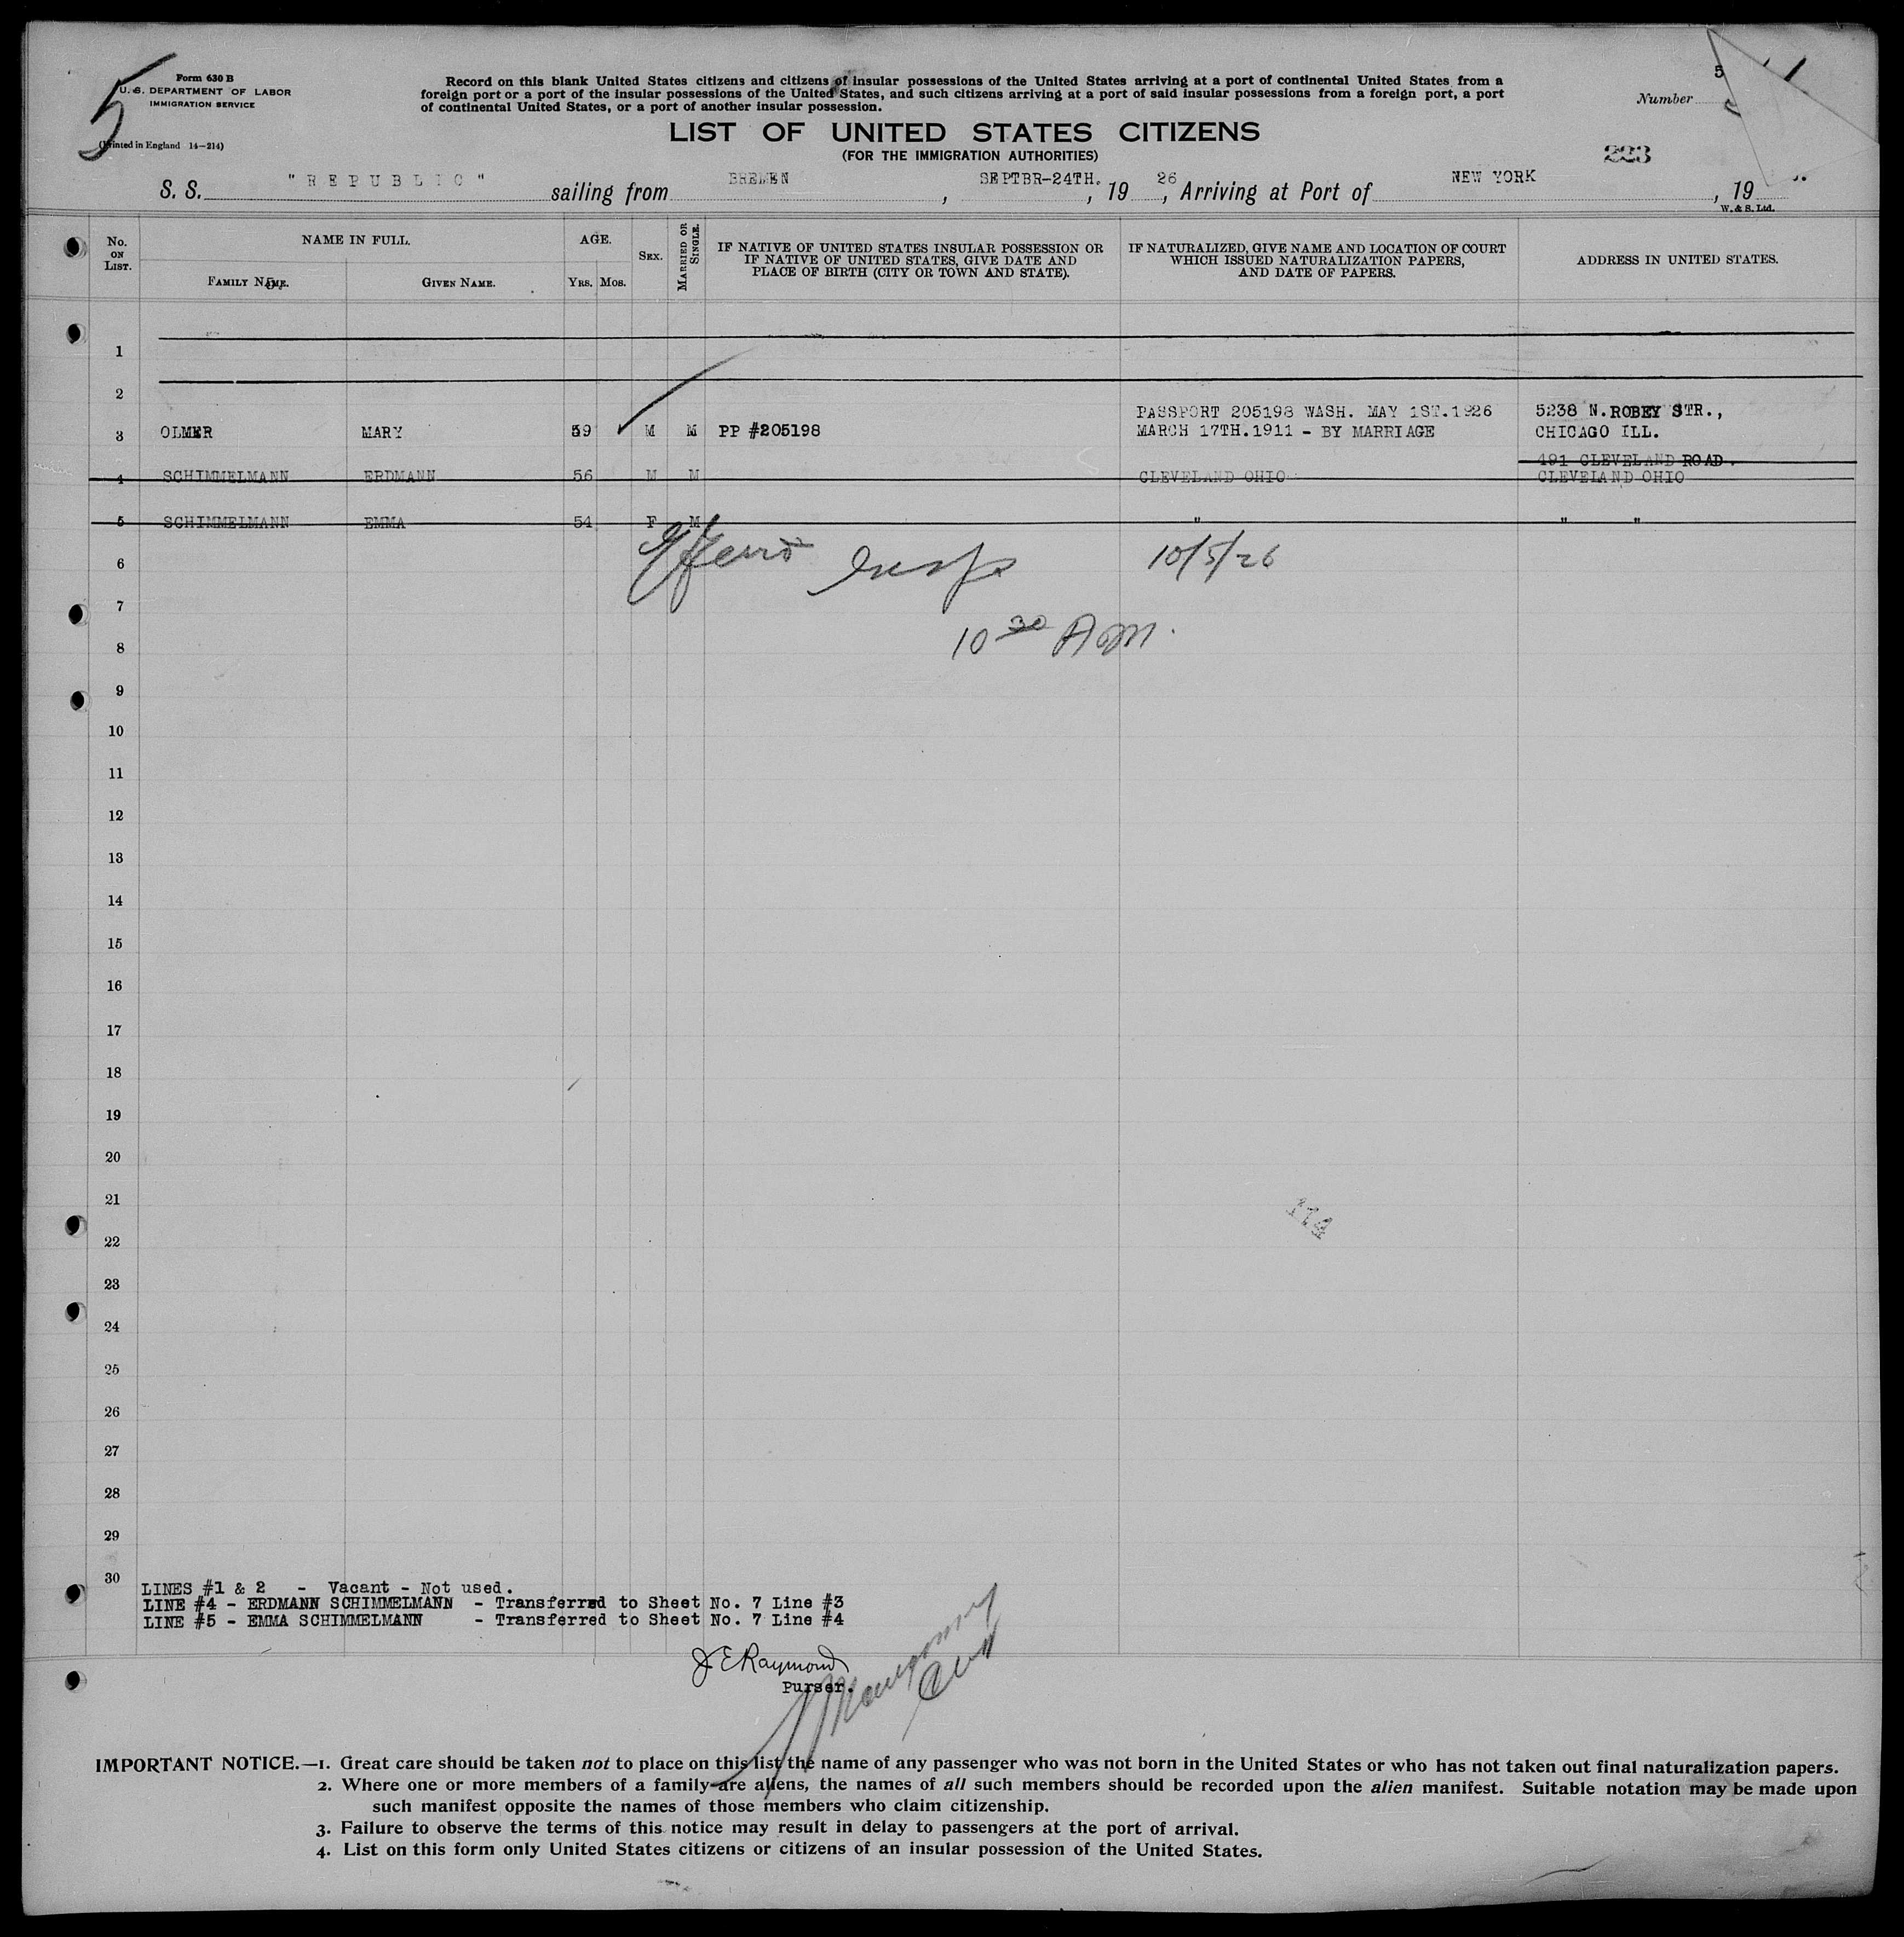 5
Form 630 B
U. S. DEPARTMENT OF LABOR
IMMIGRATION SERVICE
(Printed in England 14—214)
Record on this blank United States citizens and citizens of insular possessions of the United States arriving at a port of continental United States from a
foreign port or a port of the insular possessions of the United States, and such citizens arriving at a port of said insular possessions from a foreign port, a port
of continental United States, or a port of another insular possession.
5
Number
LIST OF UNITED STATES CITIZENS
(FOR THE IMMIGRATION AUTHORITIES)
223
S. S. "REPUBLIC" sailing from BREMEN, SEPTBR-24TH., 19 26, Arriving at Port of NEW YORK, 19
W. & S. Ltd.
No. ON LIST.
NAME IN FULL.
FAMILY NAME.
GIVEN NAME.
AGE.
YRS. MOS.
SEX.
MARRIED OR SINGLE.
IF NATIVE OF UNITED STATES INSULAR POSSESSION OR
IF NATIVE OF UNITED STATES, GIVE DATE AND
PLACE OF BIRTH (CITY OR TOWN AND STATE).
IF NATURALIZED, GIVE NAME AND LOCATION OF COURT
WHICH ISSUED NATURALIZATION PAPERS,
AND DATE OF PAPERS.
ADDRESS IN UNITED STATES.
1
2
PASSPORT 205198 WASH. MAY 1ST.1926 5238 N.ROBEY STR.,
3 OLMER MARY 39 M M PP #205198 MARCH 17TH.1911 - BY MARRIAGE CHICAGO ILL.
491 CLEVELAND ROAD.
4 SCHIMMELMANN ERDMANN 56 M M CLEVELAND OHIO CLEVELAND OHIO
5 SCHIMMELMANN EMMA 54 F M " " "
6 Insp 10/5/26
7
8 10 30 A M.
9
10
11
12
13
14
15
16
17
18
19
20
21
114
22
23
24
25
26
27
28
29
30
LINES #1 & 2 - Vacant - Not used.
LINE #4 - ERDMANN SCHIMMELMANN - Transferred to Sheet No. 7 Line #3
LINE #5 - EMMA SCHIMMELMANN - Transferred to Sheet No. 7 Line #4
J E Raymond
Purser.
IMPORTANT NOTICE.—1. Great care should be taken not to place on this list the name of any passenger who was not born in the United States or who has not taken out final naturalization papers.
2. Where one or more members of a family are aliens, the names of all such members should be recorded upon the alien manifest. Suitable notation may be made upon
such manifest opposite the names of those members who claim citizenship.
3. Failure to observe the terms of this notice may result in delay to passengers at the port of arrival.
4. List on this form only United States citizens or citizens of an insular possession of the United States.